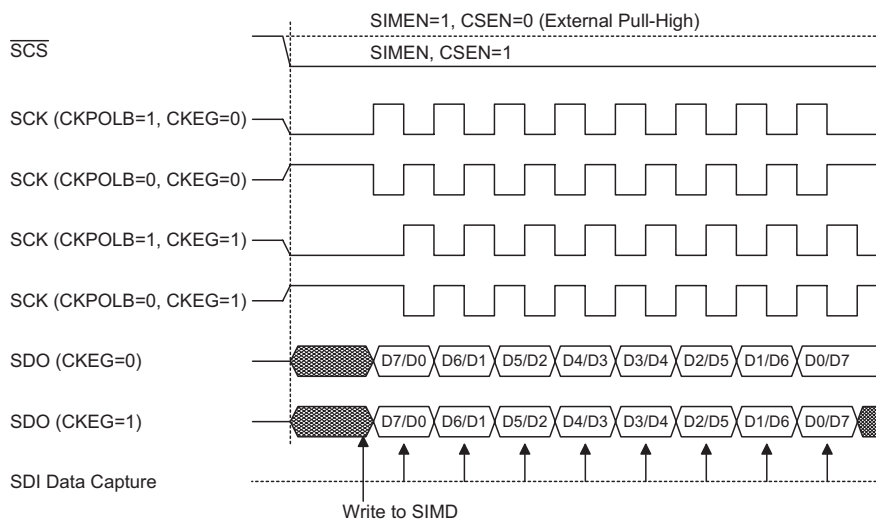 SIMEN=1, CSEN=0 (External Pull-High)
SCS
SIMEN, CSEN=1
SCK (CKPOLB=1, CKEG=0)
SCK (CKPOLB=0, CKEG=0)
SCK (CKPOLB=1, CKEG=1)
SCK (CKPOLB=0, CKEG=1)
SDO (CKEG=0) D7/D0 D6/D1 D5/D2 D4/D3 D3/D4 D2/D5 D1/D6 D0/D7
SDO (CKEG=1) D7/D0 D6/D1 D5/D2 D4/D3 D3/D4 D2/D5 D1/D6 D0/D7
SDI Data Capture
Write to SIMD